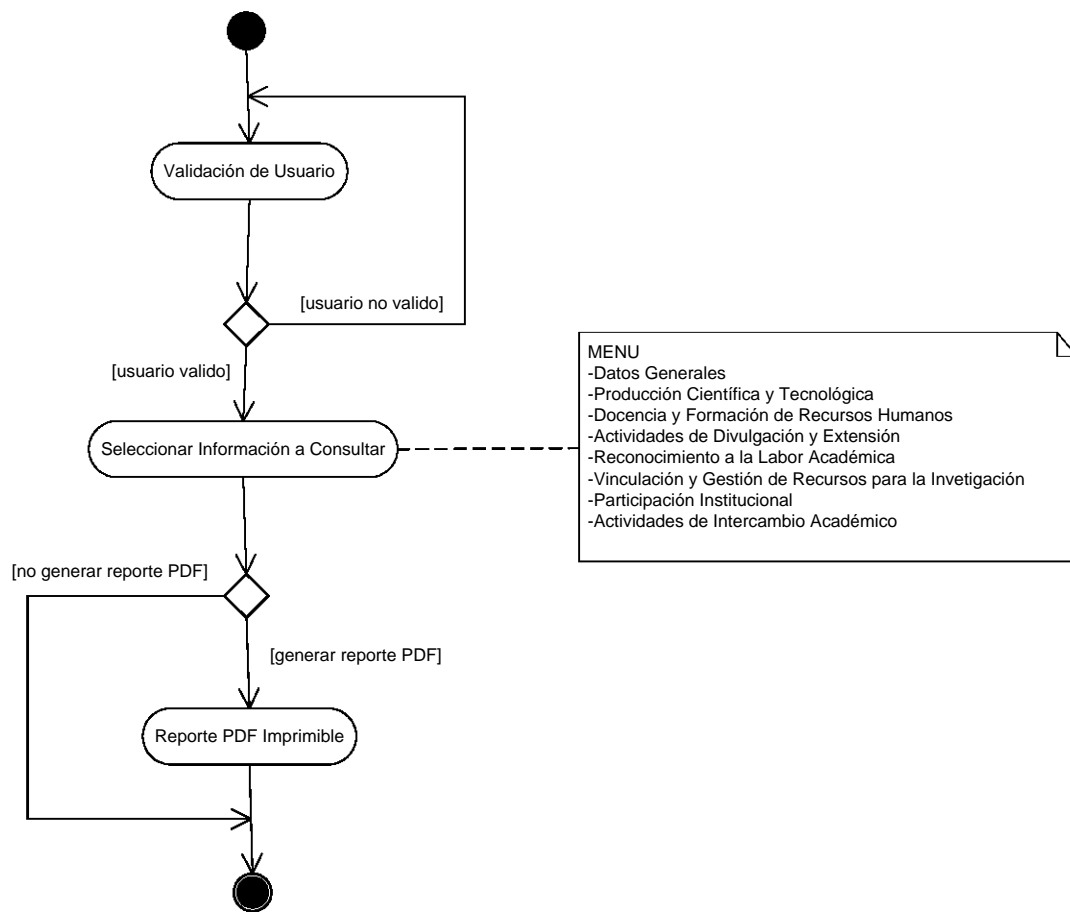 Validación de Usuario
[usuario no valido]
[usuario valido]
Seleccionar Información a Consultar
MENU
-Datos Generales
-Producción Científica y Tecnológica
-Docencia y Formación de Recursos Humanos
-Actividades de Divulgación y Extensión
-Reconocimiento a la Labor Académica
-Vinculación y Gestión de Recursos para la Invetigación
-Participación Institucional
-Actividades de Intercambio Académico
[no generar reporte PDF]
[generar reporte PDF]
Reporte PDF Imprimible